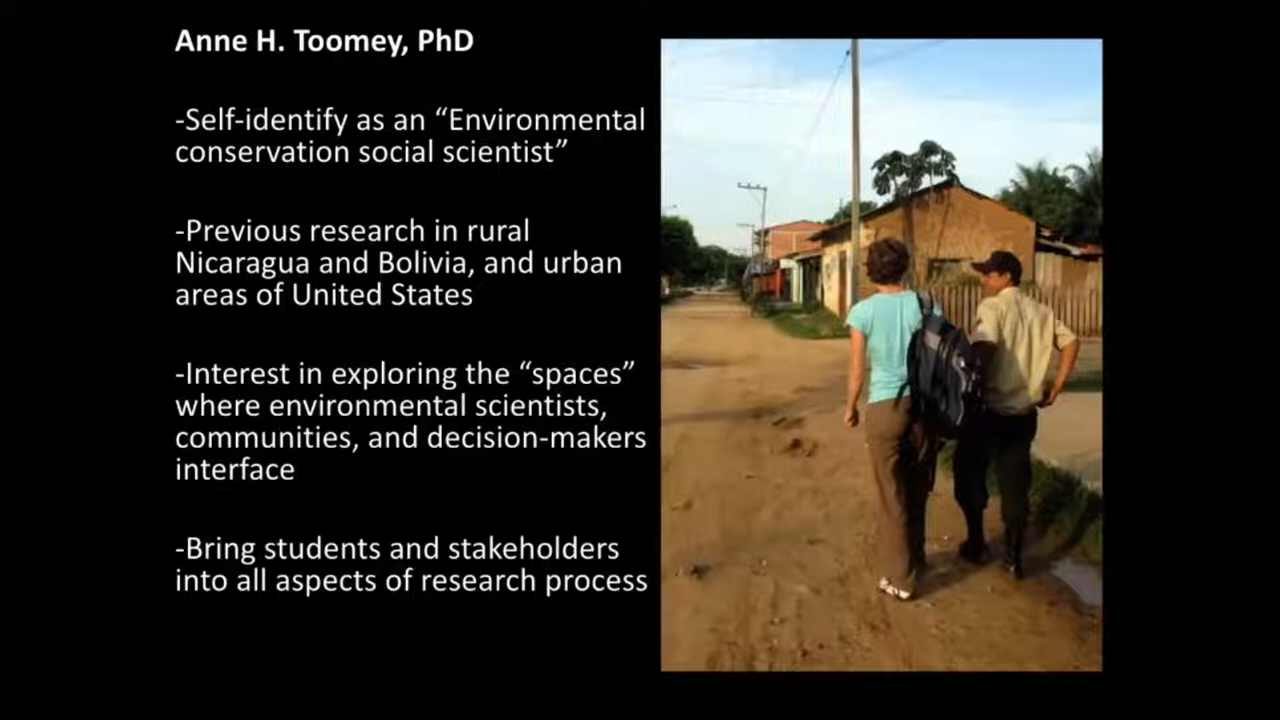 Anne H. Toomey, PhD
-Self-identify as an “Environmental
conservation social scientist”
-Previous research in rural
Nicaragua and Bolivia, and urban
areas of United States
-Interest in exploring the “spaces”
where environmental scientists,
communities, and decision-makers
interface
-Bring students and stakeholders
into all aspects of research process